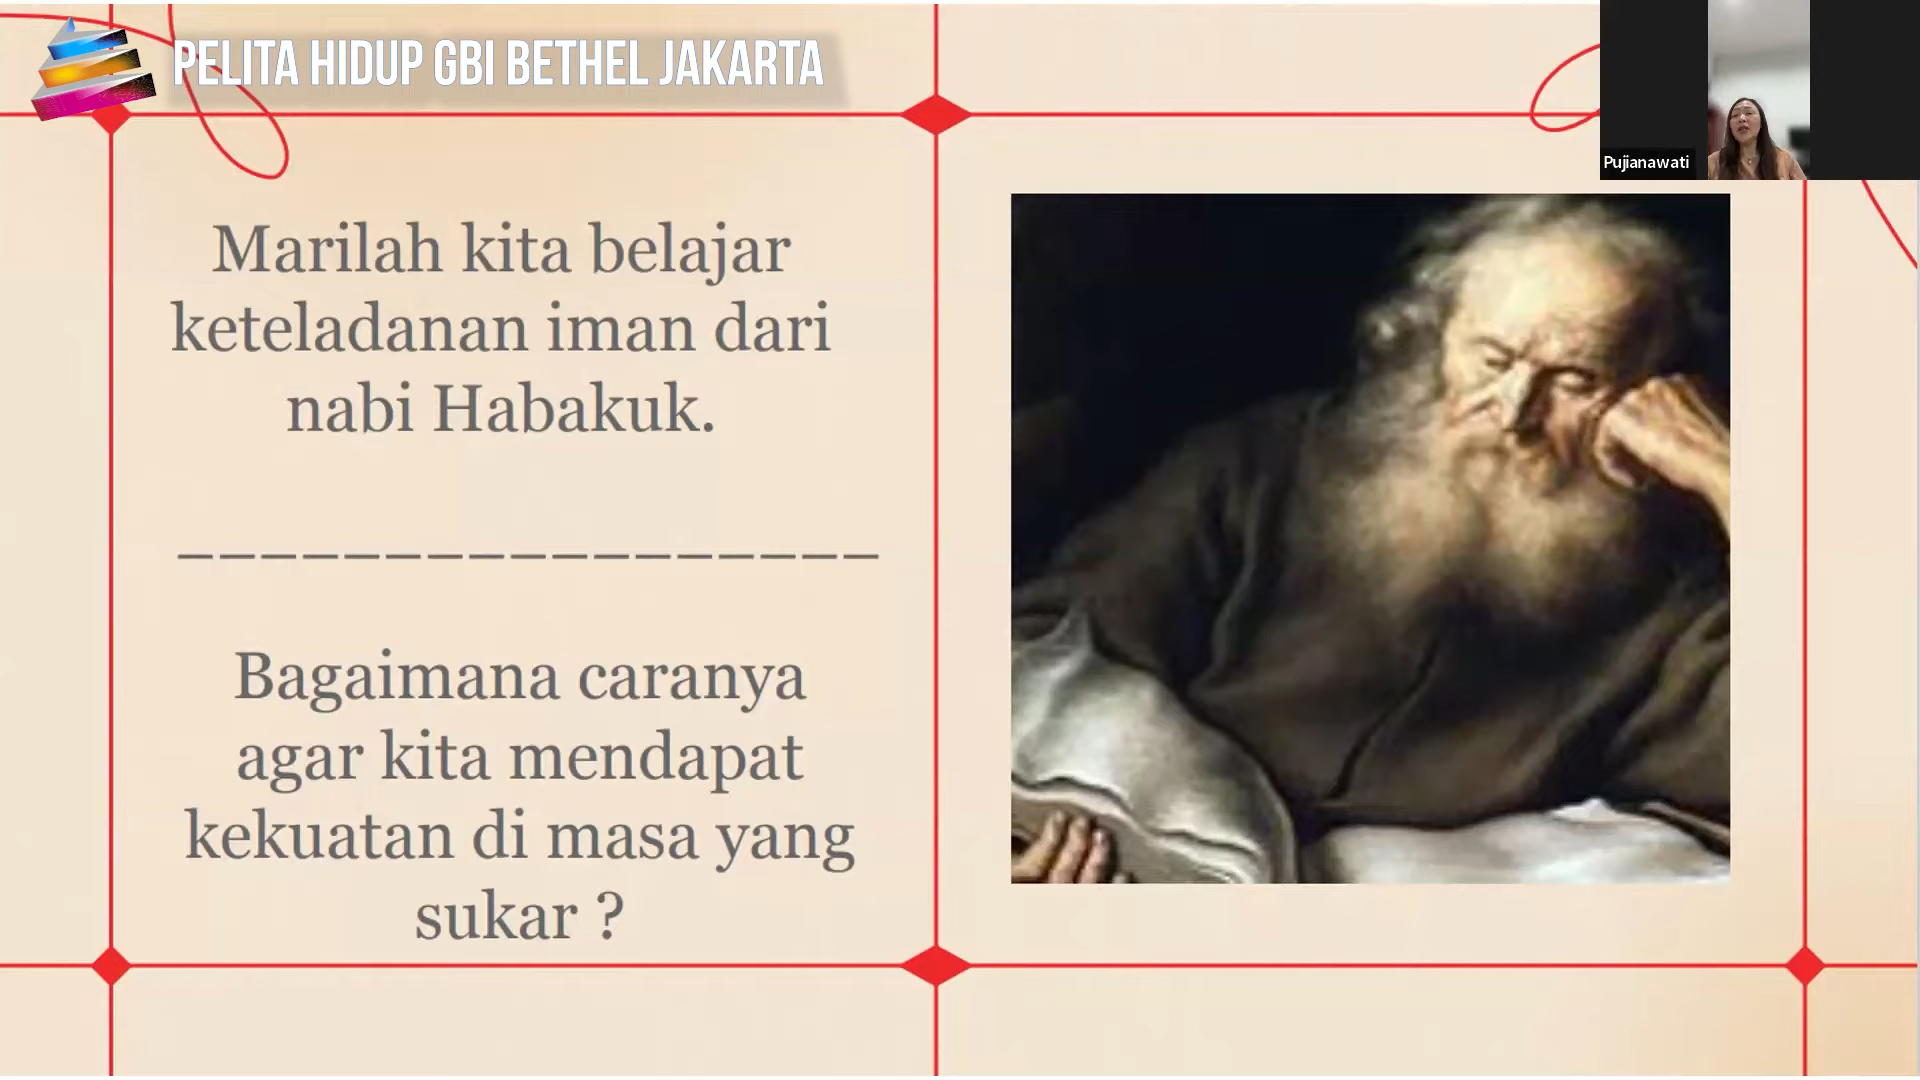 PELITA HIDUP GBI BETHEL JAKARTA
Pujianawati
Marilah kita belajar
keteladanan iman dari
nabi Habakuk.
Bagaimana caranya
agar kita mendapat
kekuatan di masa yang
sukar ?